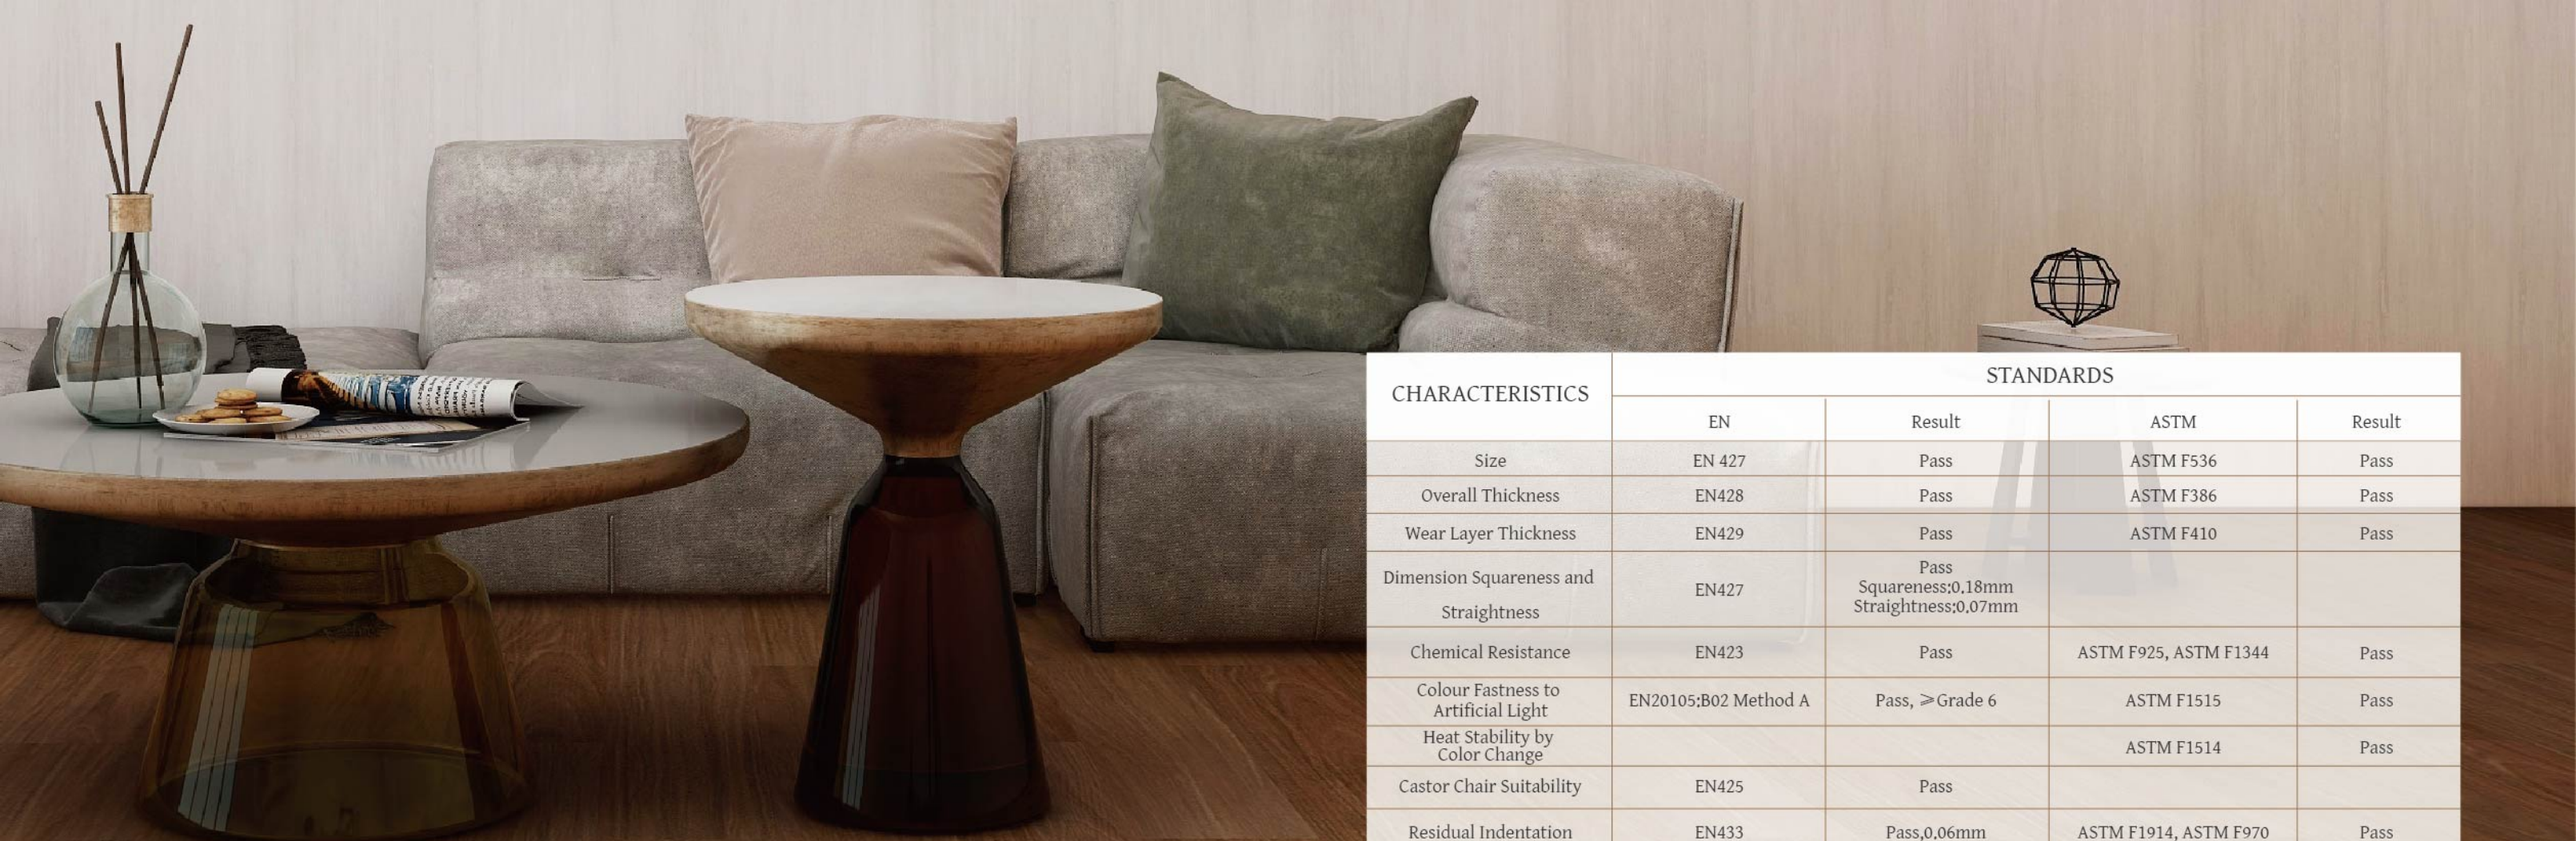 CHARACTERISTICS
STANDARDS
EN
Result
ASTM
Result
Size
EN 427
Pass
ASTM F536
Pass
Overall Thickness
EN428
Pass
ASTM F386
Pass
Wear Layer Thickness
EN429
Pass
ASTM F410
Pass
Dimension Squareness and
Straightness
EN427
Pass
Squareness:0.18mm
Straightness:0.07mm
Chemical Resistance
EN423
Pass
ASTM F925, ASTM F1344
Pass
Colour Fastness to
Artificial Light
EN20105:B02 Method A
Pass, ⩾Grade 6
ASTM F1515
Pass
Heat Stability by
Color Change
ASTM F1514
Pass
Castor Chair Suitability
EN425
Pass
Residual Indentation
EN433
Pass,0.06mm
ASTM F1914, ASTM F970
Pass